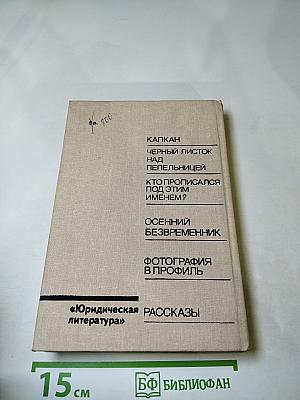 100
КАПКАН
ЧЕРНЫЙ ЛИСТОК
НАД
ПЕПЕЛЬНИЦЕЙ
КТО ПРОПИСАЛСЯ
ПОД ЭТИМ
ИМЕНЕМ?
ОСЕННИЙ
БЕЗВРЕМЕННИК
ФОТОГРАФИЯ
В ПРОФИЛЬ
«Юридическая
литература»
РАССКАЗЫ
15 см
БФ БИБЛИОФАН